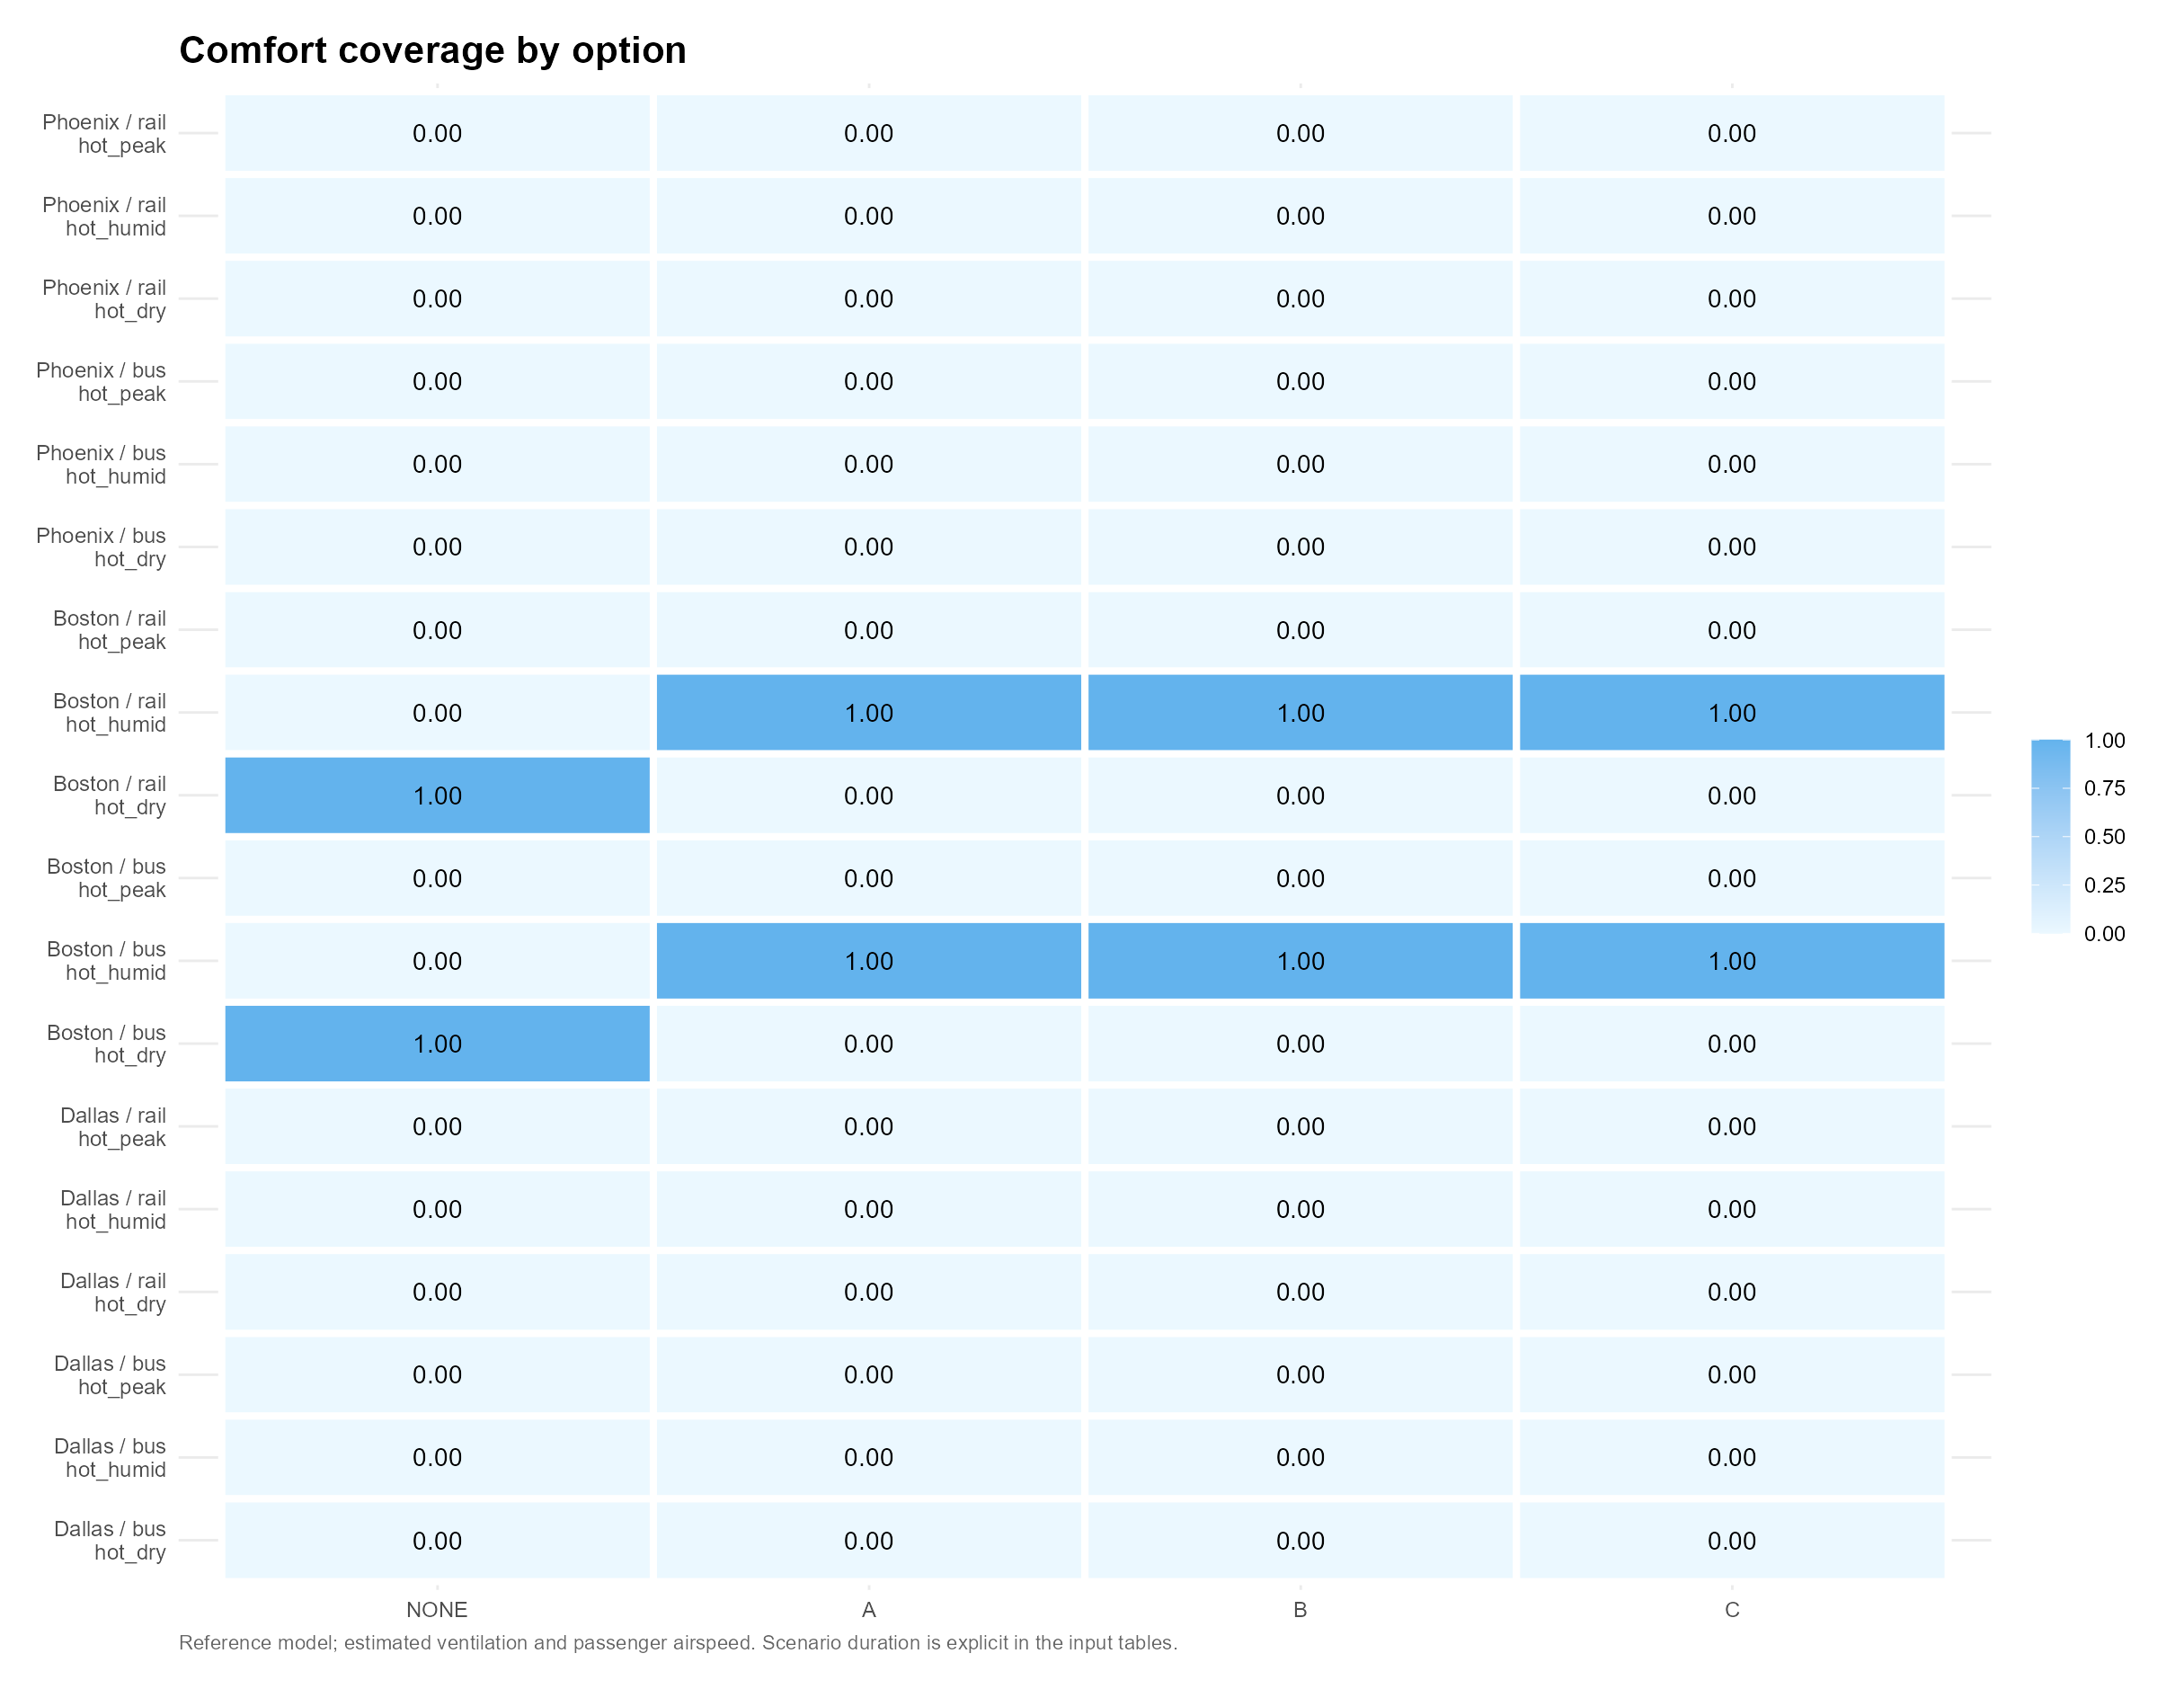 Comfort coverage by option
Phoenix / rail
hot_peak
0.00 0.00 0.00 0.00
Phoenix / rail
hot_humid
0.00 0.00 0.00 0.00
Phoenix / rail
hot_dry
0.00 0.00 0.00 0.00
Phoenix / bus
hot_peak
0.00 0.00 0.00 0.00
Phoenix / bus
hot_humid
0.00 0.00 0.00 0.00
Phoenix / bus
hot_dry
0.00 0.00 0.00 0.00
Boston / rail
hot_peak
0.00 0.00 0.00 0.00
Boston / rail
hot_humid
0.00 1.00 1.00 1.00
Boston / rail
hot_dry
1.00 0.00 0.00 0.00
Boston / bus
hot_peak
0.00 0.00 0.00 0.00
Boston / bus
hot_humid
0.00 1.00 1.00 1.00
Boston / bus
hot_dry
1.00 0.00 0.00 0.00
Dallas / rail
hot_peak
0.00 0.00 0.00 0.00
Dallas / rail
hot_humid
0.00 0.00 0.00 0.00
Dallas / rail
hot_dry
0.00 0.00 0.00 0.00
Dallas / bus
hot_peak
0.00 0.00 0.00 0.00
Dallas / bus
hot_humid
0.00 0.00 0.00 0.00
Dallas / bus
hot_dry
0.00 0.00 0.00 0.00
NONE A B C
1.00
0.75
0.50
0.25
0.00
Reference model; estimated ventilation and passenger airspeed. Scenario duration is explicit in the input tables.